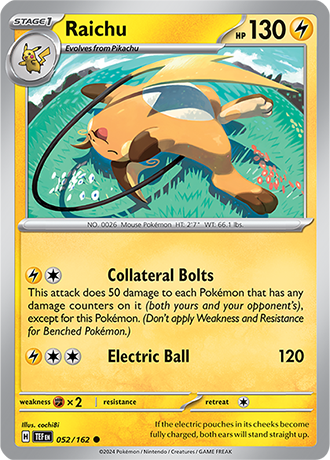 STAGE 1
Raichu
HP 130
Evolves from Pikachu
NO. 0026 Mouse Pokémon HT: 2'7" WT: 66.1 lbs.
Collateral Bolts
This attack does 50 damage to each Pokémon that has any
damage counters on it (both yours and your opponent's),
except for this Pokémon. (Don't apply Weakness and Resistance
for Benched Pokémon.)
Electric Ball 120
weakness × 2 resistance retreat
Illus. cochi8i
H TEF EN 052/162
©2024 Pokémon / Nintendo / Creatures / GAME FREAK
If the electric pouches in its cheeks become
fully charged, both ears will stand straight up.